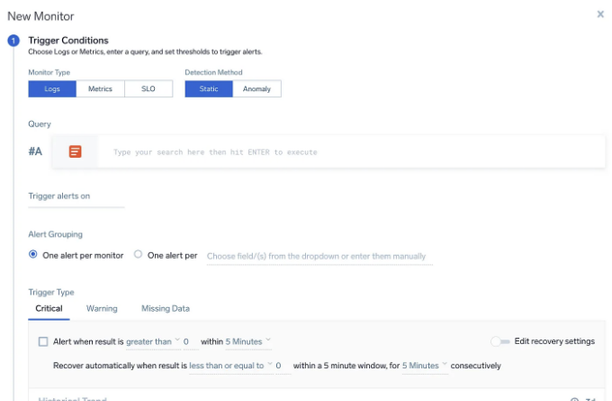 New Monitor
x
1 Trigger Conditions
Choose Logs or Metrics, enter a query, and set thresholds to trigger alerts.
Monitor Type Detection Method
Logs Metrics SLO Static Anomaly
Query
#A Type your search here then hit ENTER to execute
Trigger alerts on
Alert Grouping
One alert per monitor One alert per Choose field/(s) from the dropdown or enter them manually
Trigger Type
Critical Warning Missing Data
Alert when result is greater than 0 within 5 Minutes Edit recovery settings
Recover automatically when result is less than or equal to 0 within a 5 minute window, for 5 Minutes consecutively
Historical Trend